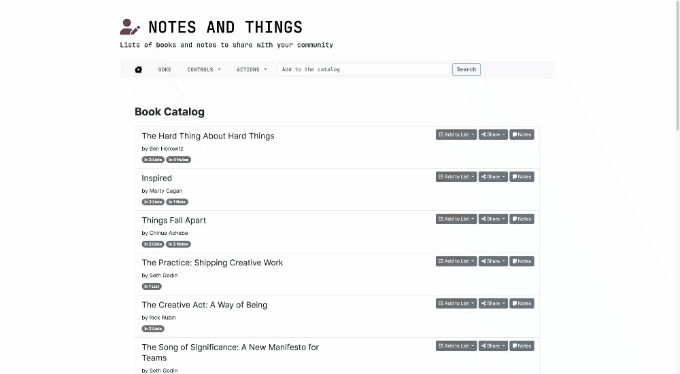 NOTES AND THINGS
Lists of books and notes to share with your community
GOKE CONTROLS ACTIONS Add to the catalog Search
Book Catalog
The Hard Thing About Hard Things Add to List Share Notes
by Ben Horowitz
In 3 Lists In 4 Notes
Inspired Add to List Share Notes
by Marty Cagan
In 3 Lists In 1 Note
Things Fall Apart Add to List Share Notes
by Chinua Achebe
In 2 Lists In 2 Notes
The Practice: Shipping Creative Work Add to List Share Notes
by Seth Godin
In 1 List
The Creative Act: A Way of Being Add to List Share Notes
by Rick Rubin
In 2 Lists
The Song of Significance: A New Manifesto for Add to List Share Notes
Teams
by Seth Godin